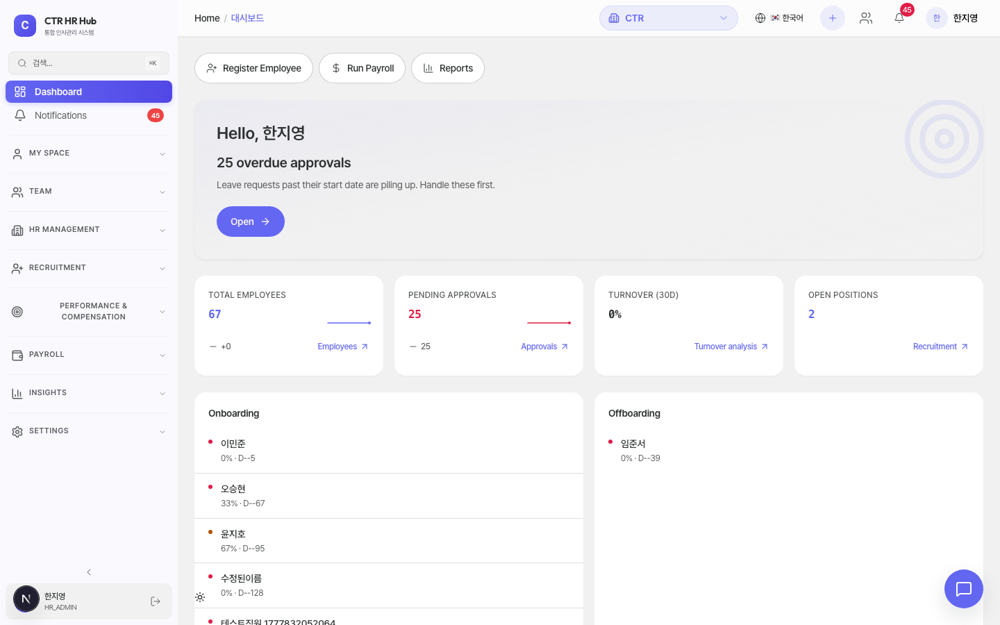 C
CTR HR Hub
통합 인사관리 시스템
검색...
⌘K
Dashboard
Notifications
45
MY SPACE
TEAM
HR MANAGEMENT
RECRUITMENT
PERFORMANCE &
COMPENSATION
PAYROLL
INSIGHTS
SETTINGS
N
한지영
HR_ADMIN
Home / 대시보드
CTR
🇰🇷 한국어
45
한
한지영
Register Employee
Run Payroll
Reports
Hello, 한지영
25 overdue approvals
Leave requests past their start date are piling up. Handle these first.
Open
TOTAL EMPLOYEES
67
+0
Employees
PENDING APPROVALS
25
25
Approvals
TURNOVER (30D)
0%
Turnover analysis
OPEN POSITIONS
2
Recruitment
Onboarding
이민준
0% · D--5
오승현
33% · D--67
윤지호
67% · D--95
수정된이름
0% · D--128
테스트직원 1777832052064
Offboarding
임준서
0% · D--39